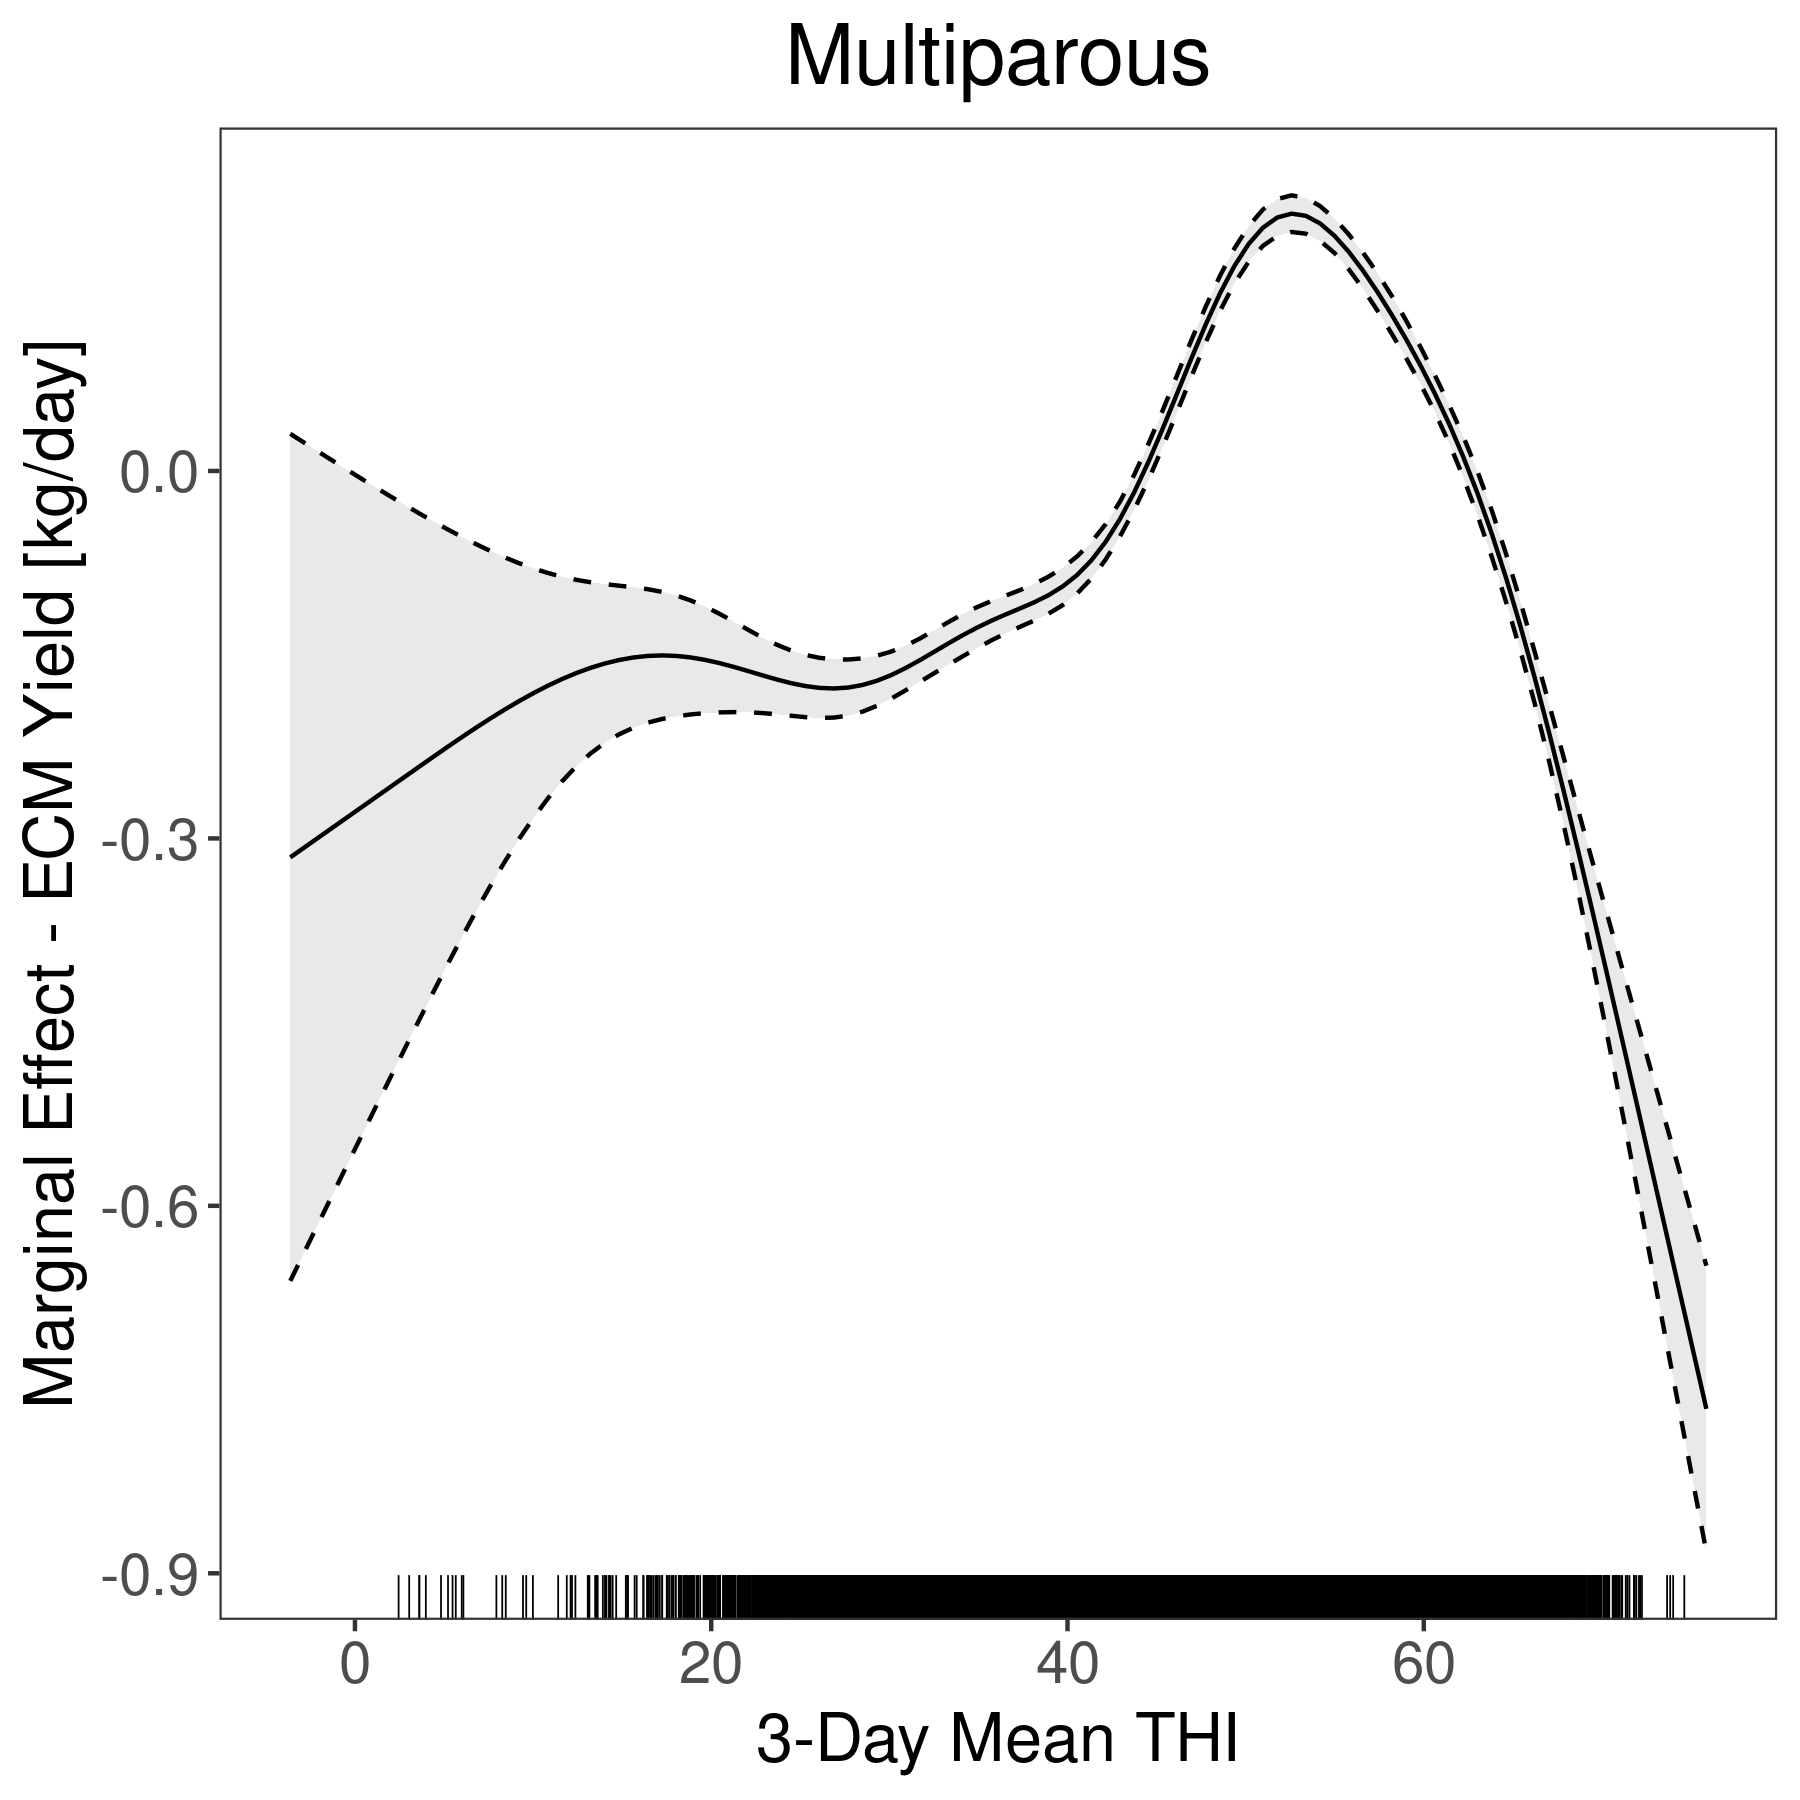 Multiparous
Marginal Effect - ECM Yield [kg/day]
0.0
-0.3
-0.6
-0.9
0 20 40 60
3-Day Mean THI